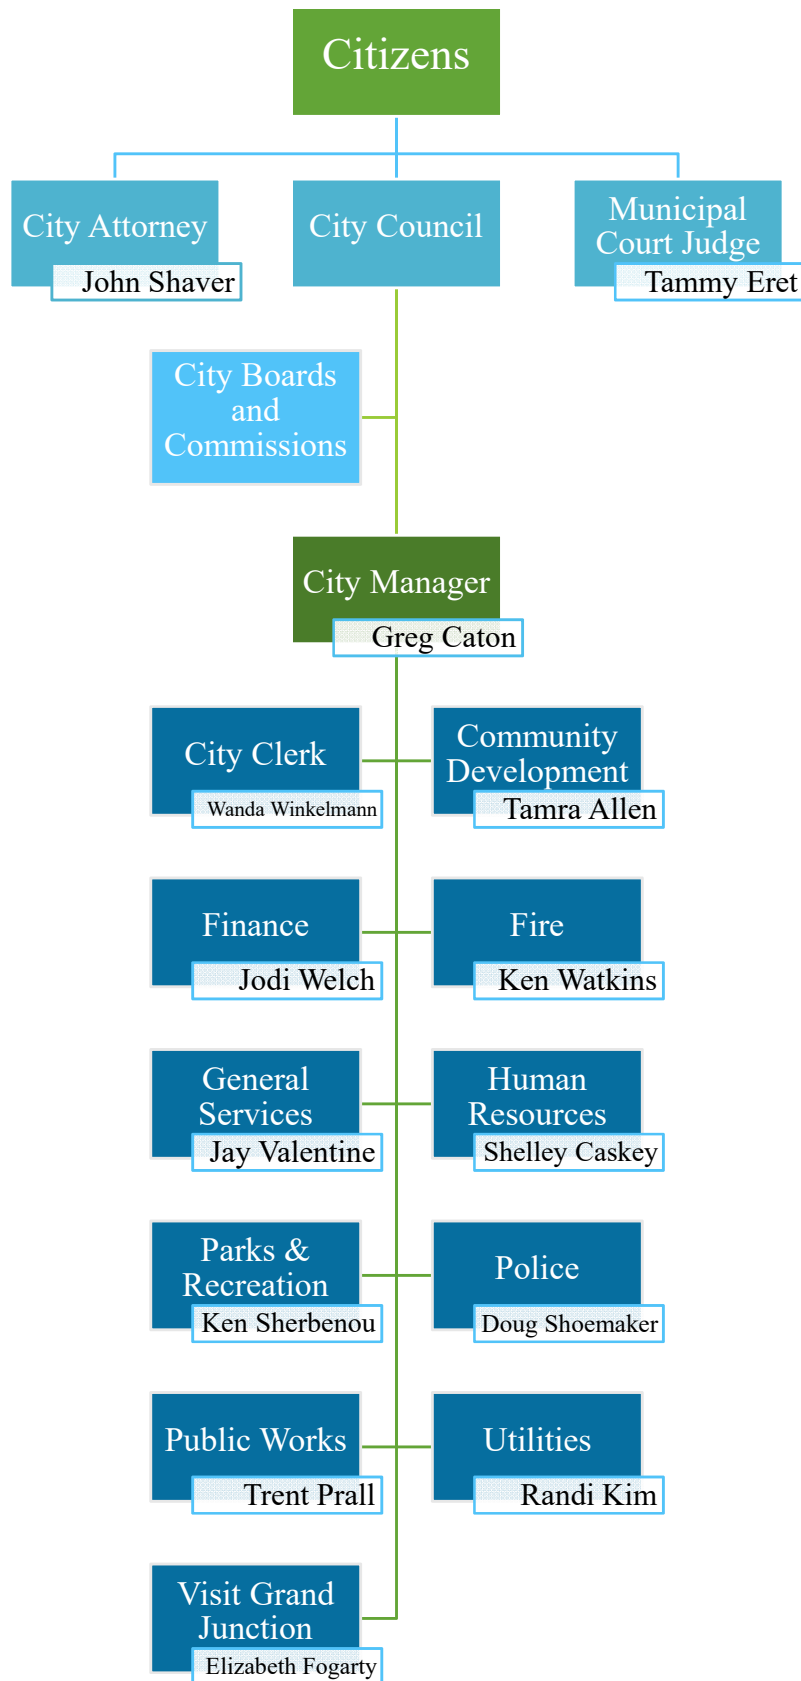 Citizens
City Attorney
John Shaver
City Council
Municipal
Court Judge
Tammy Eret
City Boards
and
Commissions
City Manager
Greg Caton
City Clerk
Wanda Winkelmann
Community
Development
Tamra Allen
Finance
Jodi Welch
Fire
Ken Watkins
General
Services
Jay Valentine
Human
Resources
Shelley Caskey
Parks &
Recreation
Ken Sherbenou
Police
Doug Shoemaker
Public Works
Trent Prall
Utilities
Randi Kim
Visit Grand
Junction
Elizabeth Fogarty